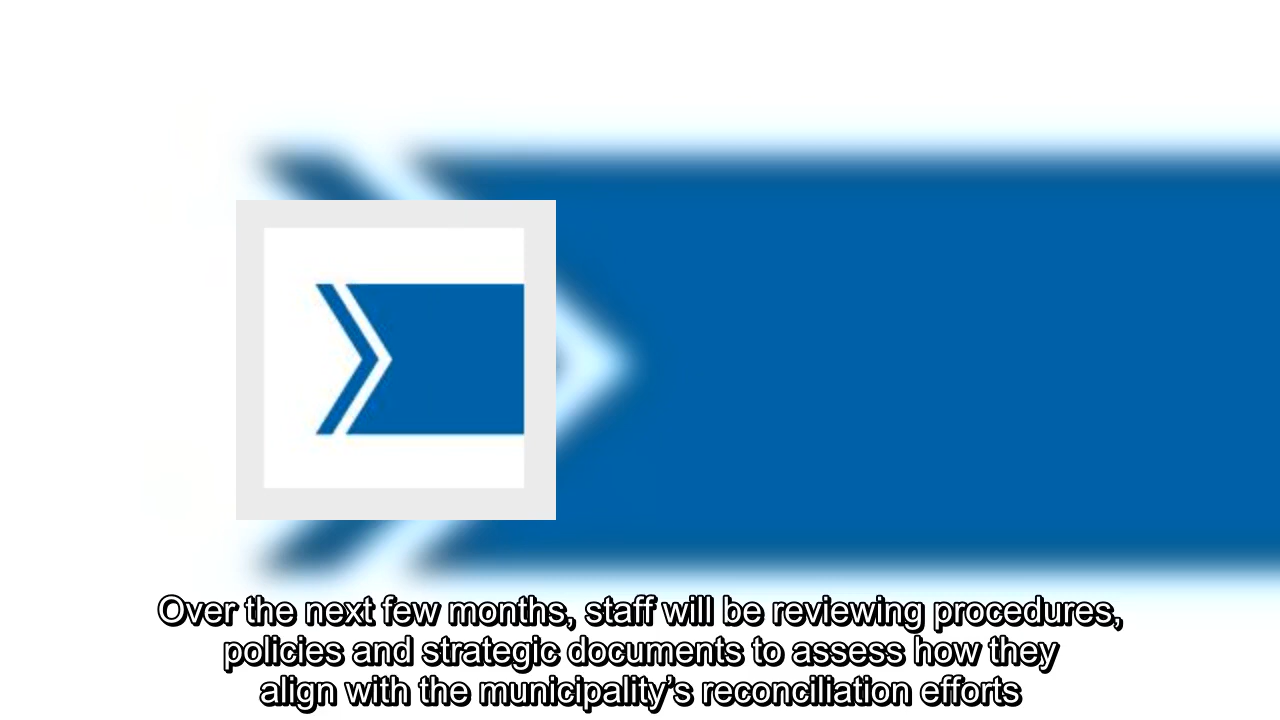 Over the next few months, staff will be reviewing procedures,
policies and strategic documents to assess how they
align with the municipality’s reconciliation efforts